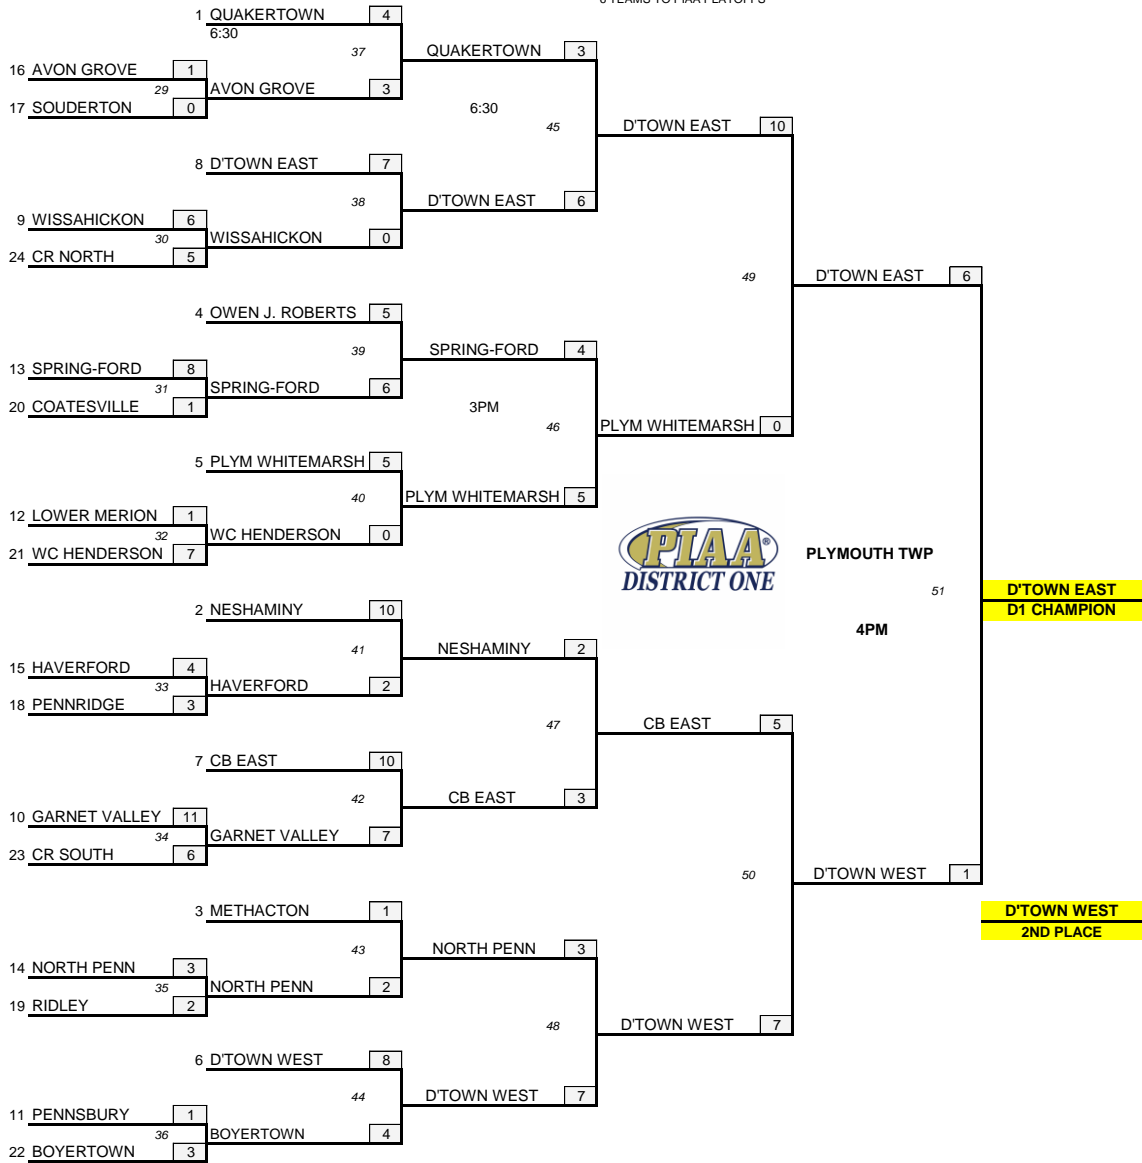 6 TEAMS TO PIAA PLAYOFFS
1 QUAKERTOWN 4
6:30
37
QUAKERTOWN 3
16 AVON GROVE 1
29
AVON GROVE 3
17 SOUDERTON 0
6:30
45
D'TOWN EAST 10
8 D'TOWN EAST 7
38
D'TOWN EAST 6
9 WISSAHICKON 6
30
WISSAHICKON 0
24 CR NORTH 5
49
D'TOWN EAST 6
4 OWEN J. ROBERTS 5
39
SPRING-FORD 4
13 SPRING-FORD 8
31
SPRING-FORD 6
20 COATESVILLE 1
3PM
46
PLYM WHITEMARSH 0
5 PLYM WHITEMARSH 5
40
PLYM WHITEMARSH 5
12 LOWER MERION 1
32
WC HENDERSON 0
21 WC HENDERSON 7
PIAA®
DISTRICT ONE
PLYMOUTH TWP
51
D'TOWN EAST
D1 CHAMPION
4PM
2 NESHAMINY 10
41
NESHAMINY 2
15 HAVERFORD 4
33
HAVERFORD 2
18 PENNRIDGE 3
47
CB EAST 5
7 CB EAST 10
42
CB EAST 3
10 GARNET VALLEY 11
34
GARNET VALLEY 7
23 CR SOUTH 6
50
D'TOWN WEST 1
3 METHACTON 1
D'TOWN WEST
2ND PLACE
43
NORTH PENN 3
14 NORTH PENN 3
35
NORTH PENN 2
19 RIDLEY 2
48
D'TOWN WEST 7
6 D'TOWN WEST 8
44
D'TOWN WEST 7
11 PENNSBURY 1
36
BOYERTOWN 4
22 BOYERTOWN 3